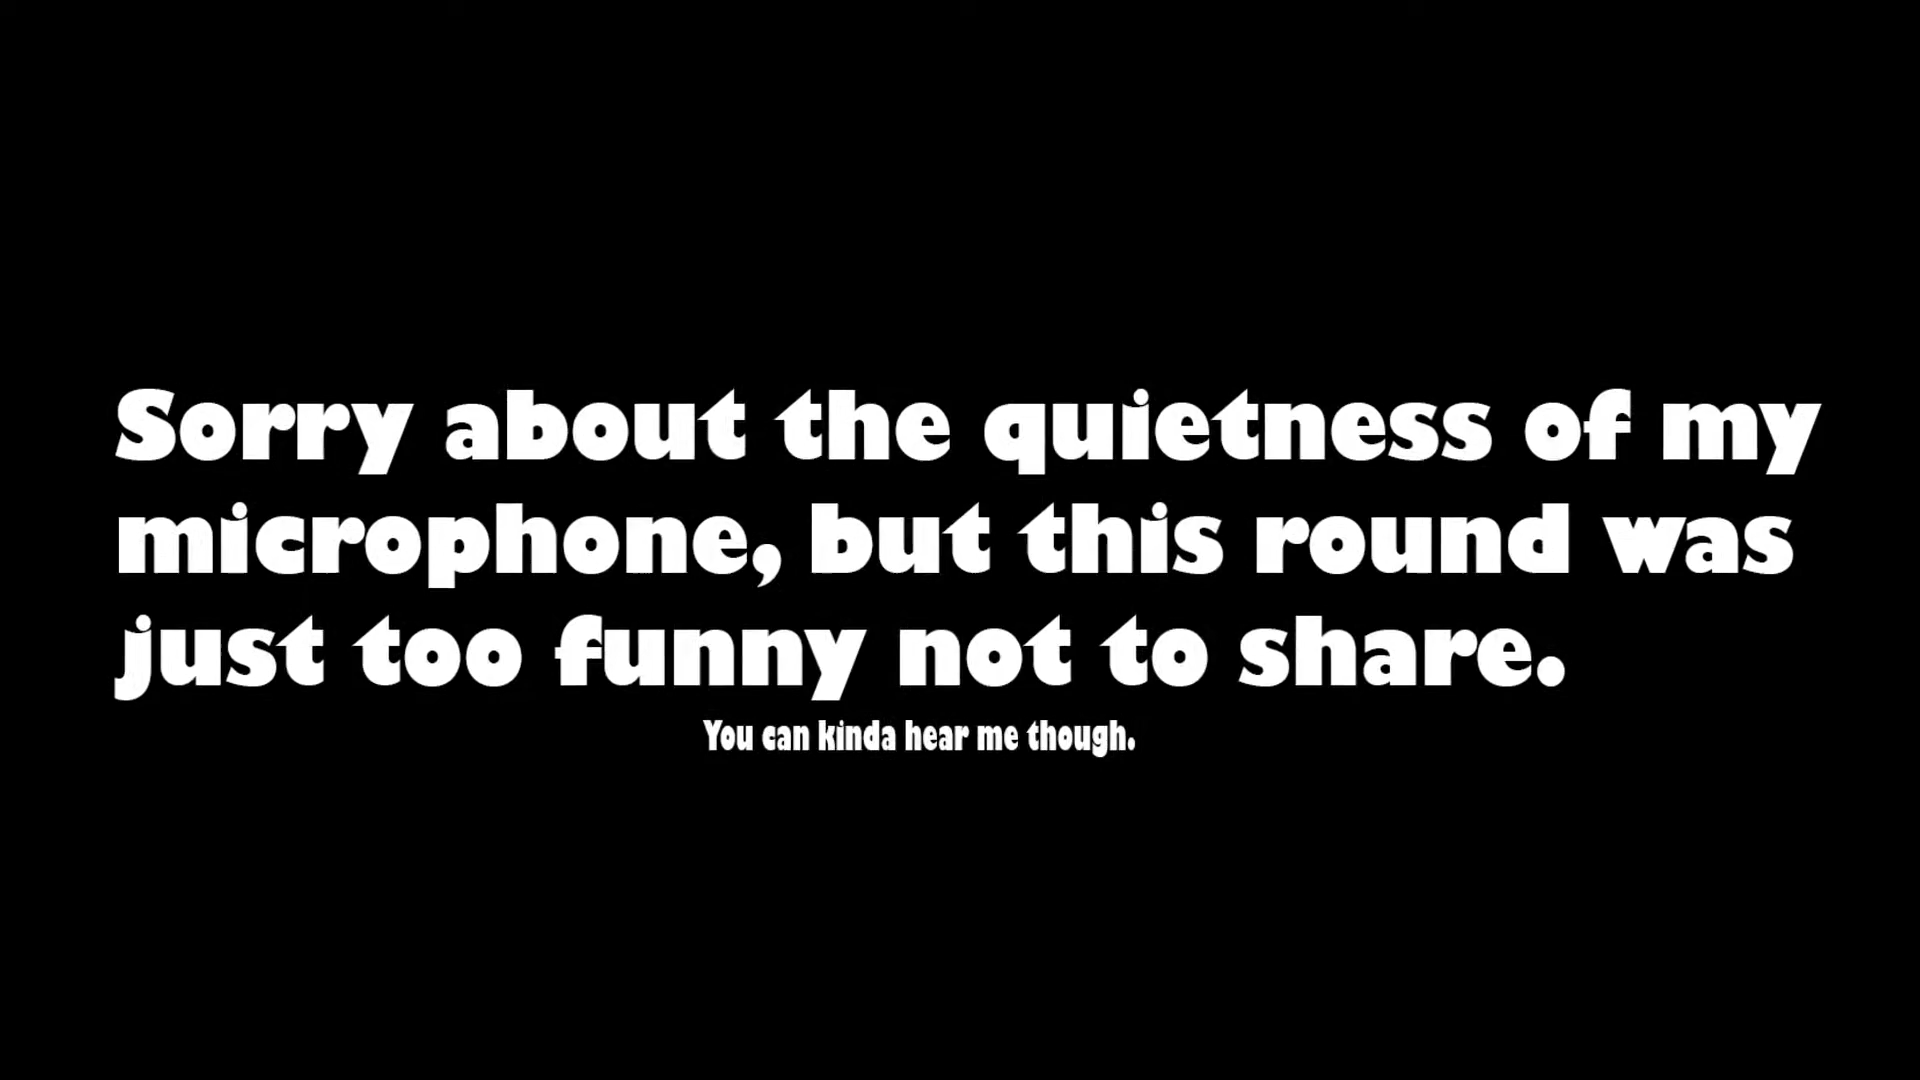 Sorry about the quietness of my
microphone, but this round was
just too funny not to share.
You can kinda hear me though.